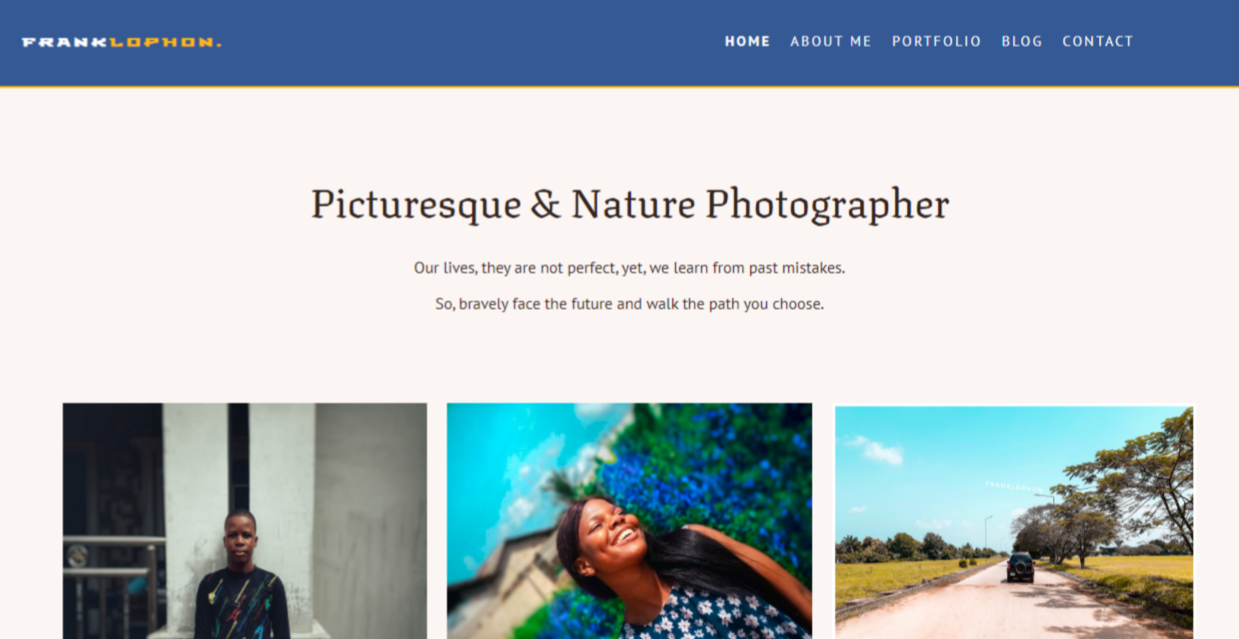 FRANKLOPHON.
HOME ABOUT ME PORTFOLIO BLOG CONTACT
Picturesque & Nature Photographer
Our lives, they are not perfect, yet, we learn from past mistakes.
So, bravely face the future and walk the path you choose.
FRANKLOPHON